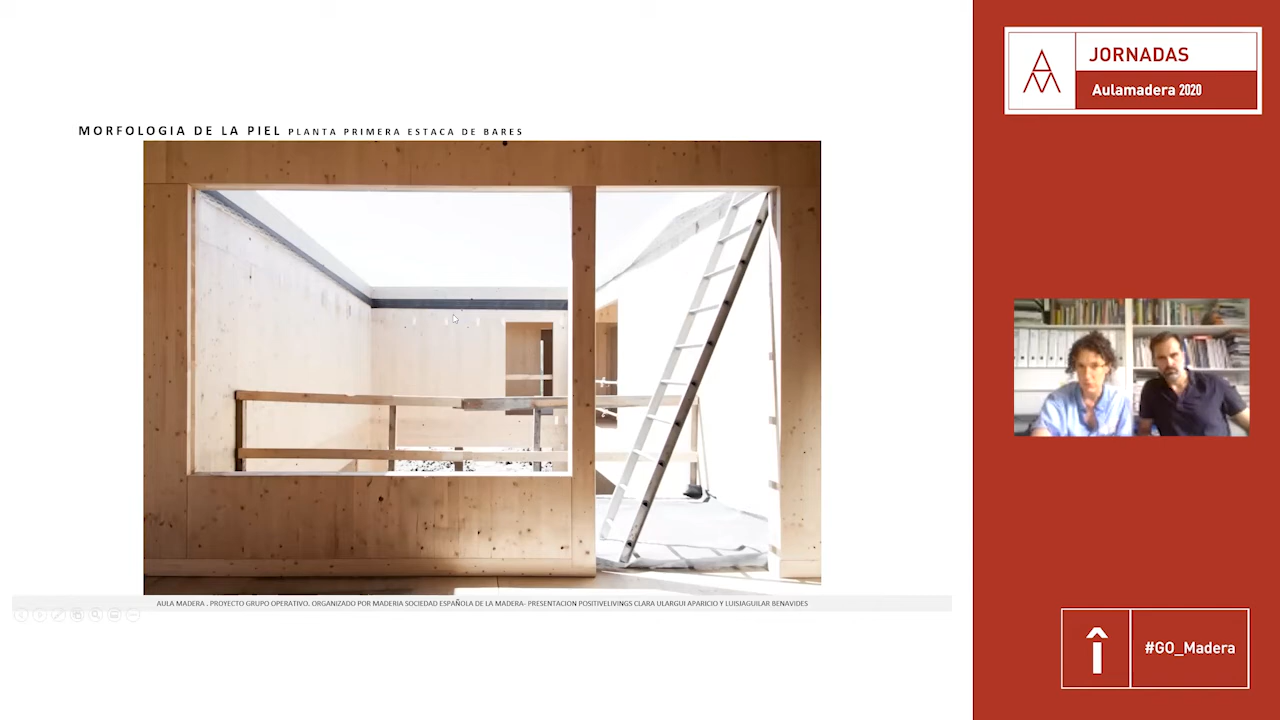 MORFOLOGIA DE LA PIEL PLANTA PRIMERA ESTACA DE BARES
AULA MADERA . PROYECTO GRUPO OPERATIVO. ORGANIZADO POR MADERIA SOCIEDAD ESPAÑOLA DE LA MADERA- PRESENTACION POSITIVELIVINGS CLARA ULARGUI APARICIO Y LUISJAGUILAR BENAVIDES
JORNADAS
Aulamadera 2020
#GO_Madera